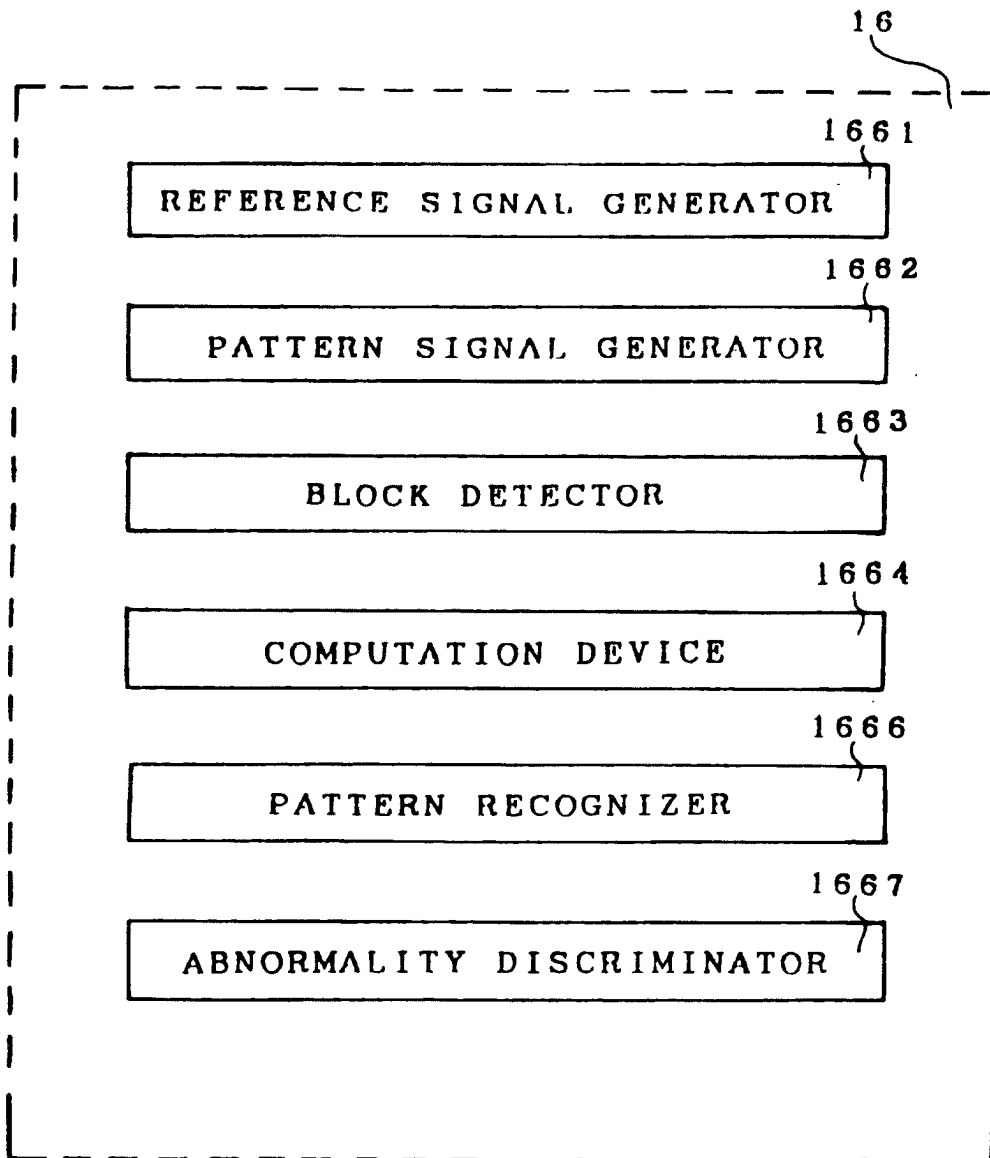 16
1661
REFERENCE SIGNAL GENERATOR
1662
PATTERN SIGNAL GENERATOR
1663
BLOCK DETECTOR
1664
COMPUTATION DEVICE
1666
PATTERN RECOGNIZER
1667
ABNORMALITY DISCRIMINATOR